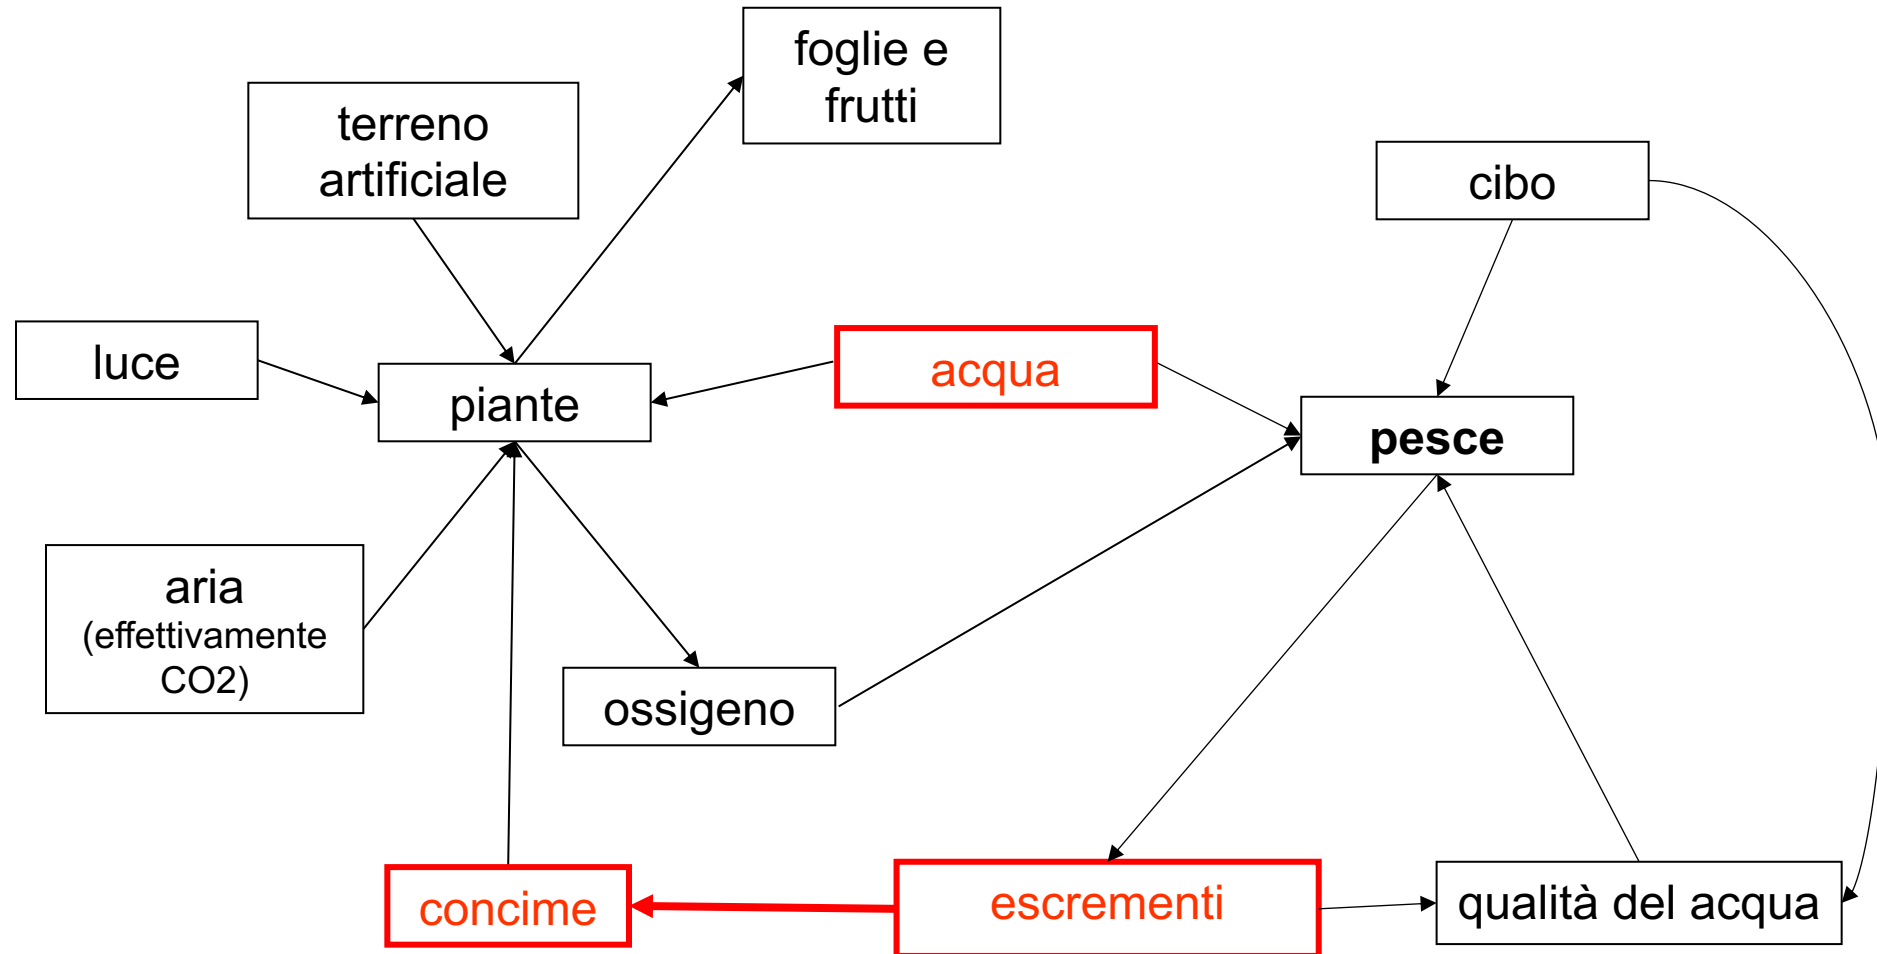 foglie e
frutti
terreno
artificiale
cibo
luce
acqua
piante
pesce
aria
(effettivamente
CO2)
ossigeno
concime
escrementi
qualità del acqua